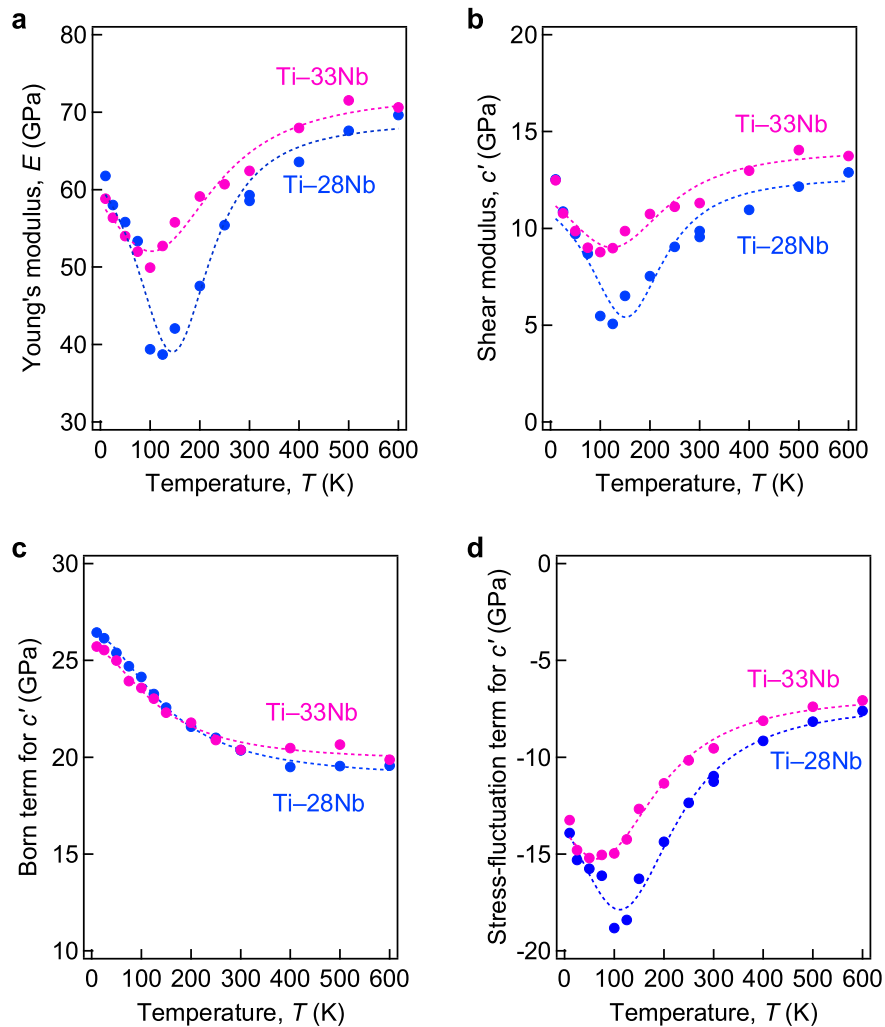 a
80
70
60
50
40
30
Young's modulus, E (GPa)
Ti–33Nb
Ti–28Nb
0 100 200 300 400 500 600
Temperature, T (K)
b
20
15
10
5
0
Shear modulus, c′ (GPa)
Ti–33Nb
Ti–28Nb
0 100 200 300 400 500 600
Temperature, T (K)
c
30
25
20
15
10
Born term for c′ (GPa)
Ti–33Nb
Ti–28Nb
0 100 200 300 400 500 600
Temperature, T (K)
d
0
-5
-10
-15
-20
Stress-fluctuation term for c′ (GPa)
Ti–33Nb
Ti–28Nb
0 100 200 300 400 500 600
Temperature, T (K)